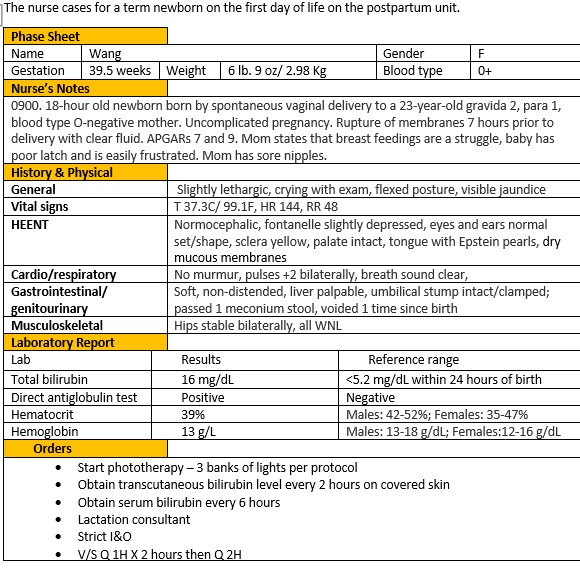 The nurse cases for a term newborn on the first day of life on the postpartum unit.
Phase Sheet
Name Wang Gender F
Gestation 39.5 weeks Weight 6 lb. 9 oz/ 2.98 Kg Blood type 0+
Nurse's Notes
0900. 18-hour old newborn born by spontaneous vaginal delivery to a 23-year-old gravida 2, para 1,
blood type O-negative mother. Uncomplicated pregnancy. Rupture of membranes 7 hours prior to
delivery with clear fluid. APGARs 7 and 9. Mom states that breast feedings are a struggle, baby has
poor latch and is easily frustrated. Mom has sore nipples.
History & Physical
General Slightly lethargic, crying with exam, flexed posture, visible jaundice
Vital signs T 37.3C/ 99.1F, HR 144, RR 48
HEENT Normocephalic, fontanelle slightly depressed, eyes and ears normal
set/shape, sclera yellow, palate intact, tongue with Epstein pearls, dry
mucous membranes
Cardio/respiratory No murmur, pulses +2 bilaterally, breath sound clear,
Gastrointestinal/ Soft, non-distended, liver palpable, umbilical stump intact/clamped;
genitourinary passed 1 meconium stool, voided 1 time since birth
Musculoskeletal Hips stable bilaterally, all WNL
Laboratory Report
Lab Results Reference range
Total bilirubin 16 mg/dL <5.2 mg/dL within 24 hours of birth
Direct antiglobulin test Positive Negative
Hematocrit 39% Males: 42-52%; Females: 35-47%
Hemoglobin 13 g/L Males: 13-18 g/dL; Females:12-16 g/dL
Orders
• Start phototherapy – 3 banks of lights per protocol
• Obtain transcutaneous bilirubin level every 2 hours on covered skin
• Obtain serum bilirubin every 6 hours
• Lactation consultant
• Strict I&O
• V/S Q 1H X 2 hours then Q 2H